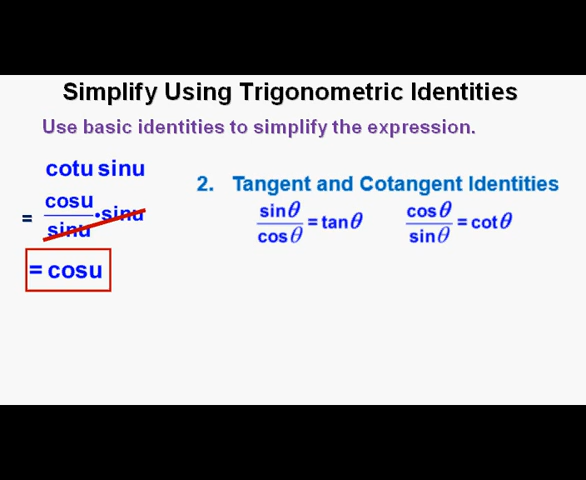 Simplify Using Trigonometric Identities
Use basic identities to simplify the expression.
cotu sinu
= cosu/sinu •sinu
= cosu
2. Tangent and Cotangent Identities
sinθ/cosθ = tanθ cosθ/sinθ = cotθ